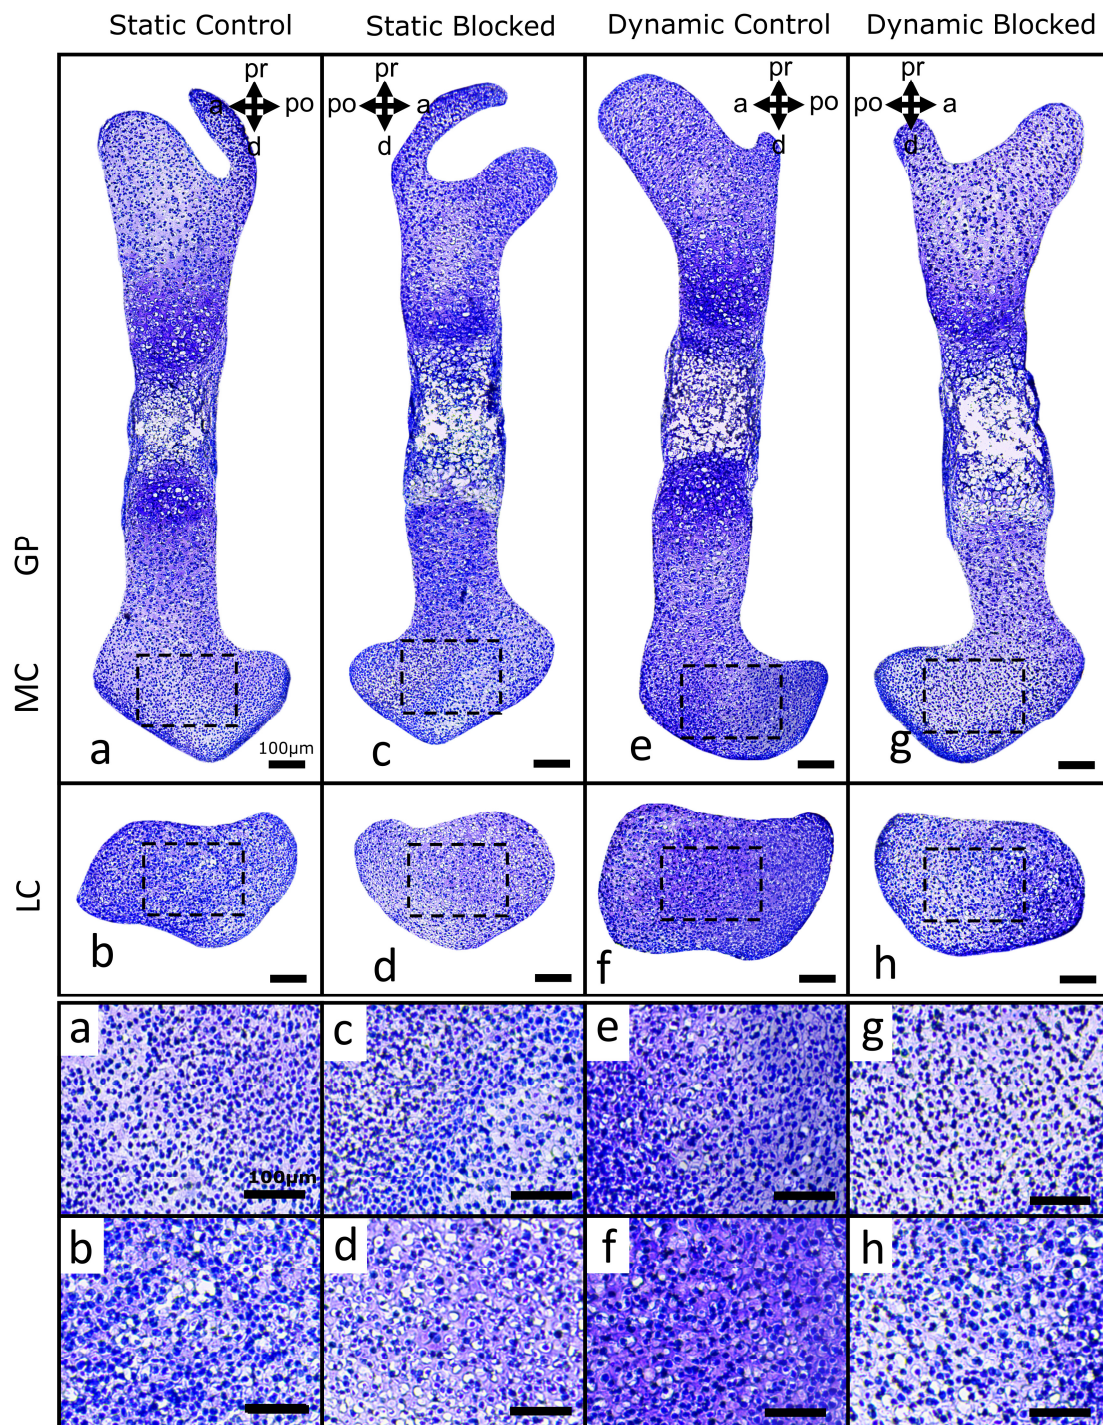 Static Control
Static Blocked
Dynamic Control
Dynamic Blocked
pr
a po
d
pr
po a
d
pr
a po
d
pr
po a
d
GP
MC
LC
a
100µm
c
e
g
b
d
f
h
a
100µm
c
e
g
b
d
f
h